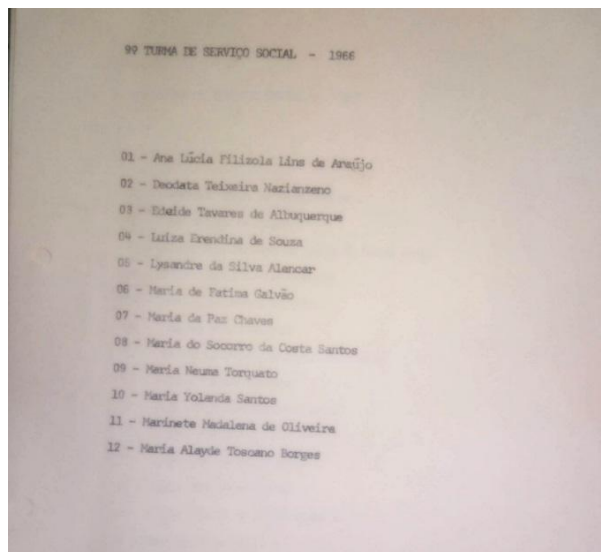 9ª TURMA DE SERVIÇO SOCIAL - 1966
01 - Ana Lúcia Filizola Lins de Araújo
02 - Deodata Teixeira Nazianzeno
03 - Edeide Tavares de Albuquerque
04 - Luiza Erendina de Souza
05 - Lysandre da Silva Alencar
06 - Maria de Fatima Galvão
07 - Maria da Paz Chaves
08 - Maria do Socorro da Costa Santos
09 - Maria Neuma Torquato
10 - Maria Yolanda Santos
11 - Marinete Madalena de Oliveira
12 - Maria Alayde Toscano Borges